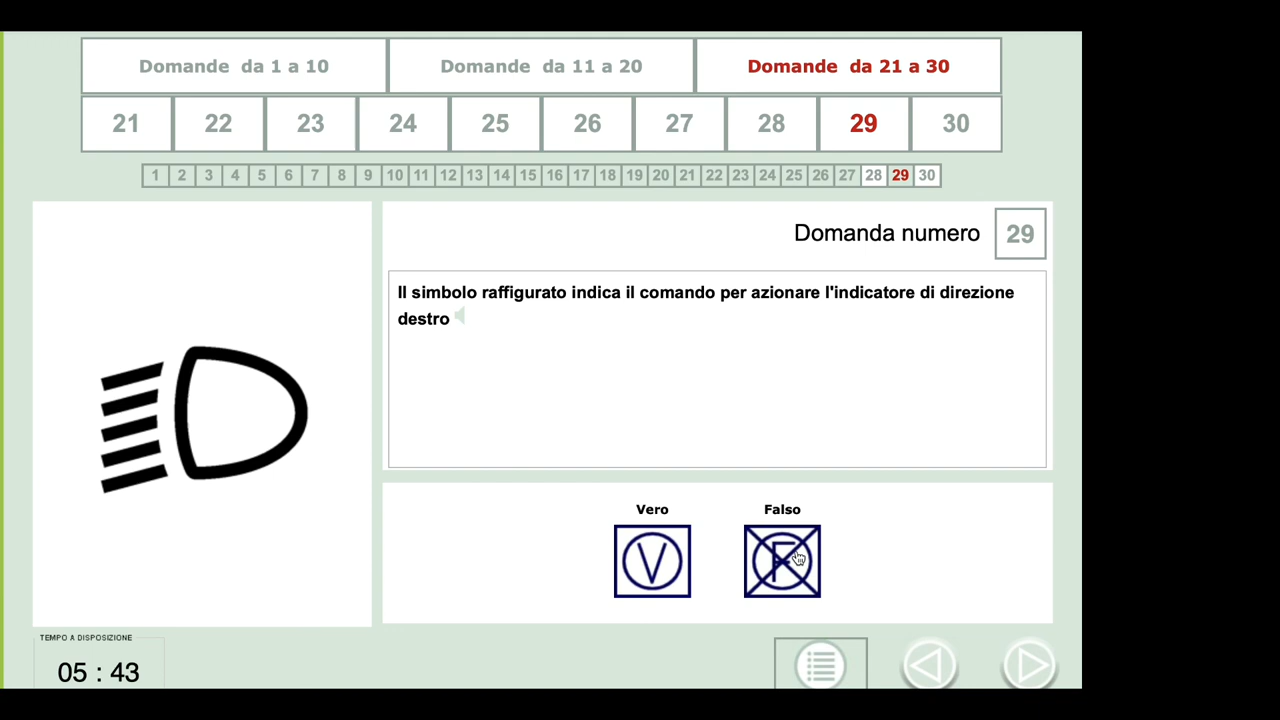 Domande da 1 a 10 Domande da 11 a 20 Domande da 21 a 30
21 22 23 24 25 26 27 28 29 30
1 2 3 4 5 6 7 8 9 10 11 12 13 14 15 16 17 18 19 20 21 22 23 24 25 26 27 28 29 30
Domanda numero 29
Il simbolo raffigurato indica il comando per azionare l'indicatore di direzione
destro
Vero Falso
V F
TEMPO A DISPOSIZIONE
05 : 43